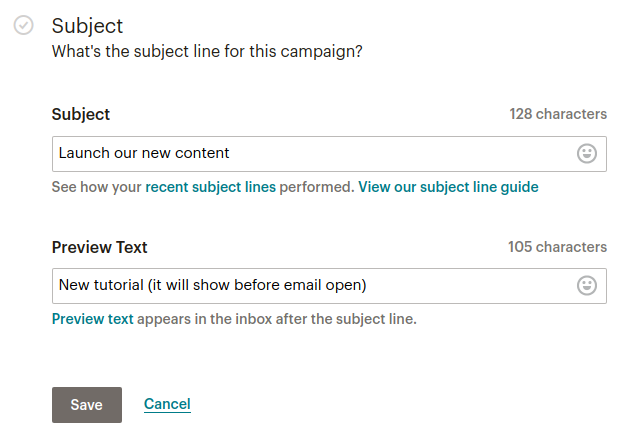 Subject
What's the subject line for this campaign?
Subject 128 characters
Launch our new content
See how your recent subject lines performed. View our subject line guide
Preview Text 105 characters
New tutorial (it will show before email open)
Preview text appears in the inbox after the subject line.
Save Cancel